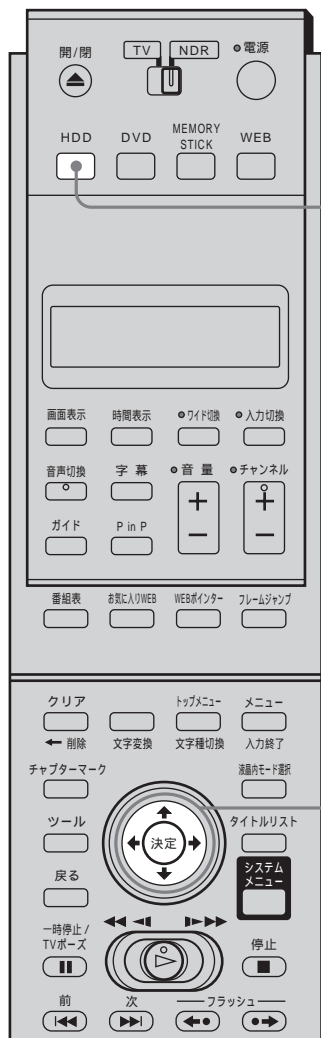 開/閉
TV NDR
電源
HDD DVD MEMORY STICK WEB
画面表示 時間表示 ワイド切換 入力切換
音声切換 字幕 音量 チャンネル
+ +
− −
ガイド P in P
番組表 お気に入りWEB WEBポインター フレームジャンプ
クリア トップメニュー メニュー
削除 文字変換 文字種切換 入力終了
チャプターマーク 液晶内モード選択
ツール タイトルリスト
決定
戻る システムメニュー
一時停止/ 停止
TVポーズ
前 次 フラッシュ